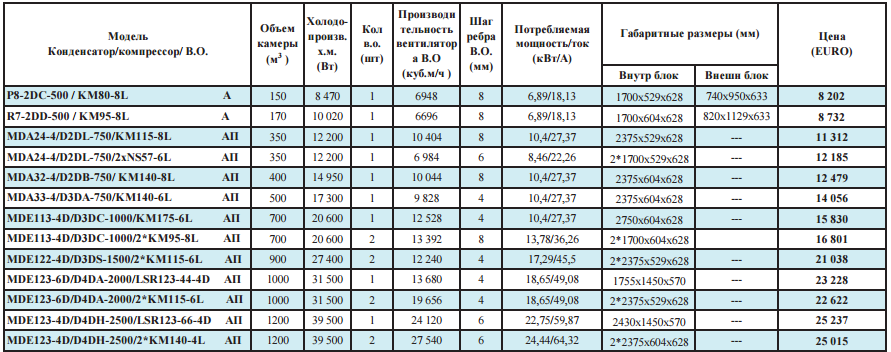 Модель Конденсатор/компрессор/ В.О. Объем камеры (м³ ) Холодо-произв. х.м. (Вт) Кол в.о. (шт) Производительность вентилятора В.О (куб.м/ч ) Шаг ребра В.О. (мм) Потребляемая мощность/ток (кВт/А) Габаритные размеры (мм) Цена (EURO)
Внутр блок Внешн блок
P8-2DC-500 / KM80-8L А 150 8 470 1 6948 8 6,89/18,13 1700x529x628 740x950x633 8 202
R7-2DD-500 / KM95-8L А 170 10 020 1 6696 8 6,89/18,13 1700x604x628 820x1129x633 8 732
MDA24-4/D2DL-750/KM115-8L АП 350 12 200 1 10 404 8 10,4/27,37 2375x529x628 --- 11 312
MDA24-4/D2DL-750/2xNS57-6L АП 350 12 200 1 6 984 6 8,46/22,26 2*1700x529x628 --- 12 185
MDA32-4/D2DB-750/ KM140-8L АП 400 14 950 1 10 044 8 10,4/27,37 2375x604x628 --- 12 479
MDA33-4/D3DA-750/KM140-6L АП 500 17 300 1 9 828 4 10,4/27,37 2375x604x628 --- 14 056
MDE113-4D/D3DC-1000/KM175-6L АП 700 20 600 1 12 528 4 10,4/27,37 2750x604x628 --- 15 830
MDE113-4D/D3DC-1000/2*KM95-8L АП 700 20 600 2 13 392 8 13,78/36,26 2*1700x604x628 --- 16 801
MDE122-4D/D3DS-1500/2*KM115-6L АП 900 27 400 2 12 240 4 17,29/45,5 2*2375x529x628 --- 21 038
MDE123-6D/D4DA-2000/LSR123-44-4D АП 1000 31 500 1 13 680 4 18,65/49,08 1755x1450x570 --- 23 228
MDE123-6D/D4DA-2000/2*KM115-6L АП 1000 31 500 2 19 656 4 18,65/49,08 2*2375x529x628 --- 22 622
MDE123-4D/D4DH-2500/LSR123-66-4D АП 1200 39 500 1 24 120 6 22,75/59,87 2430x1450x570 --- 25 237
MDE123-4D/D4DH-2500/2*KM140-4L АП 1200 39 500 2 27 540 6 24,44/64,32 2*2375x604x628 --- 25 015